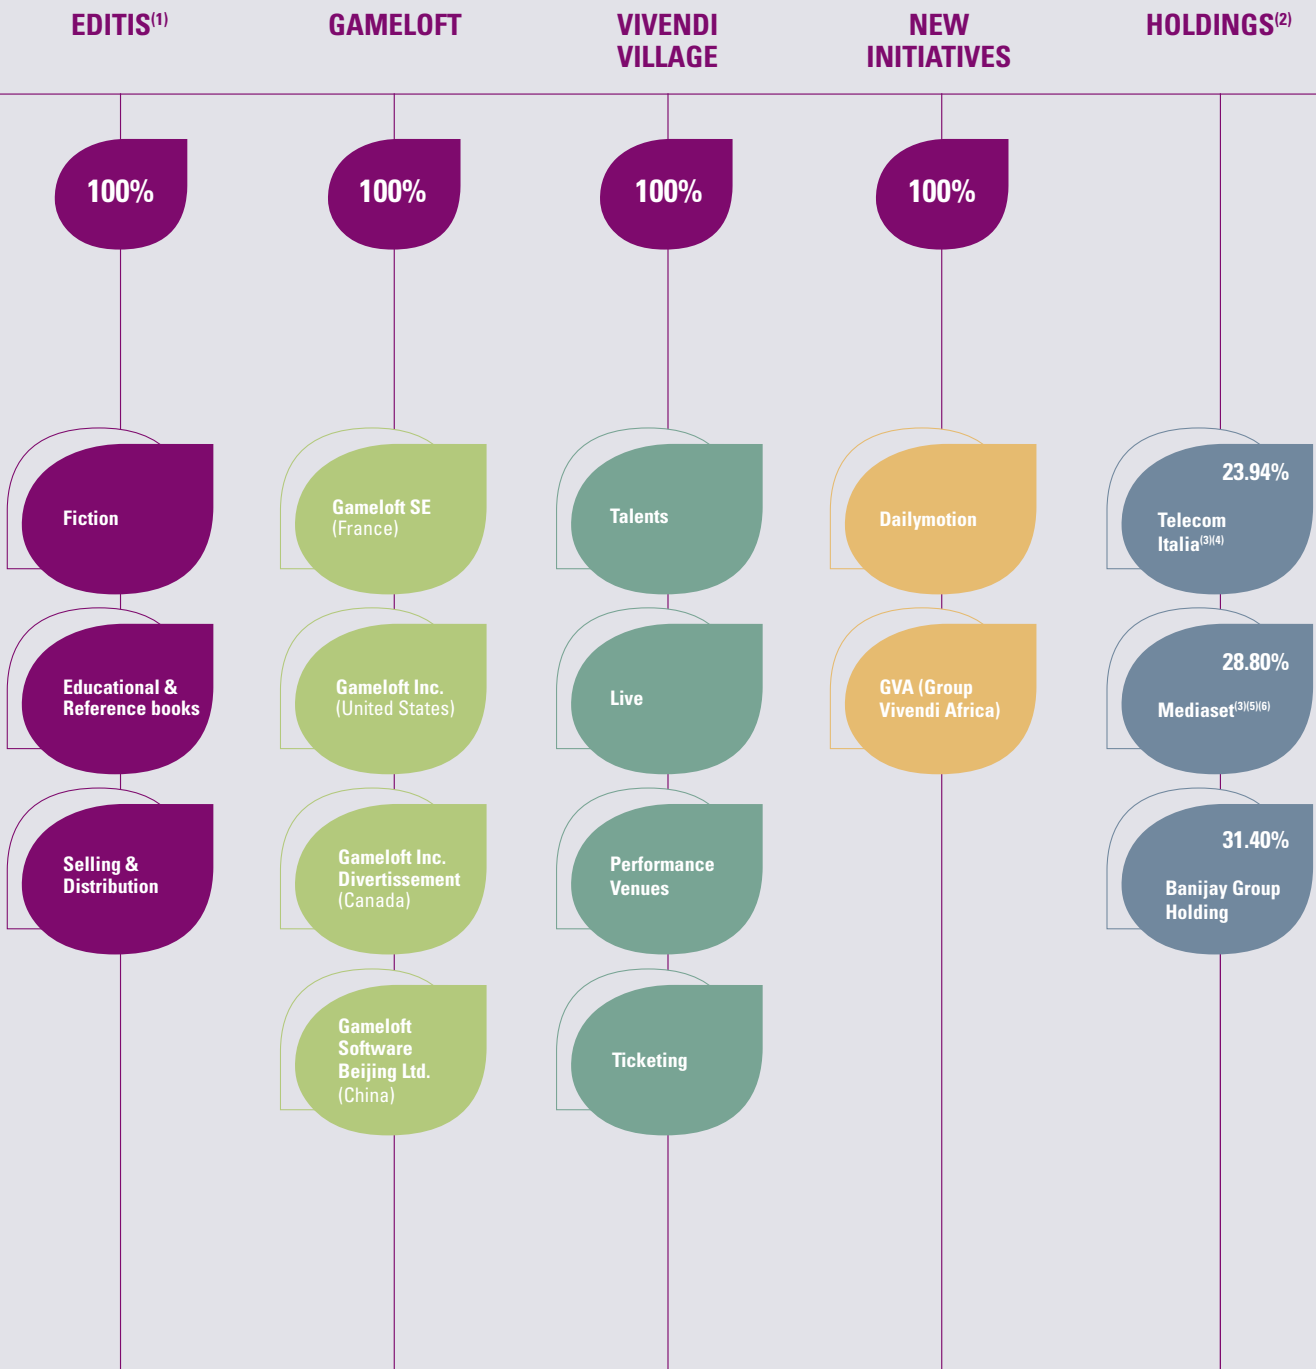 EDITIS(1)
GAMELOFT
VIVENDI
VILLAGE
NEW
INITIATIVES
HOLDINGS(2)
100%
100%
100%
100%
Fiction
Educational &
Reference books
Selling &
Distribution
Gameloft SE
(France)
Gameloft Inc.
(United States)
Gameloft Inc.
Divertissement
(Canada)
Gameloft
Software
Beijing Ltd.
(China)
Talents
Live
Performance
Venues
Ticketing
Dailymotion
GVA (Group
Vivendi Africa)
23.94%
Telecom
Italia(3)(4)
28.80%
Mediaset(3)(5)(6)
31.40%
Banijay Group
Holding